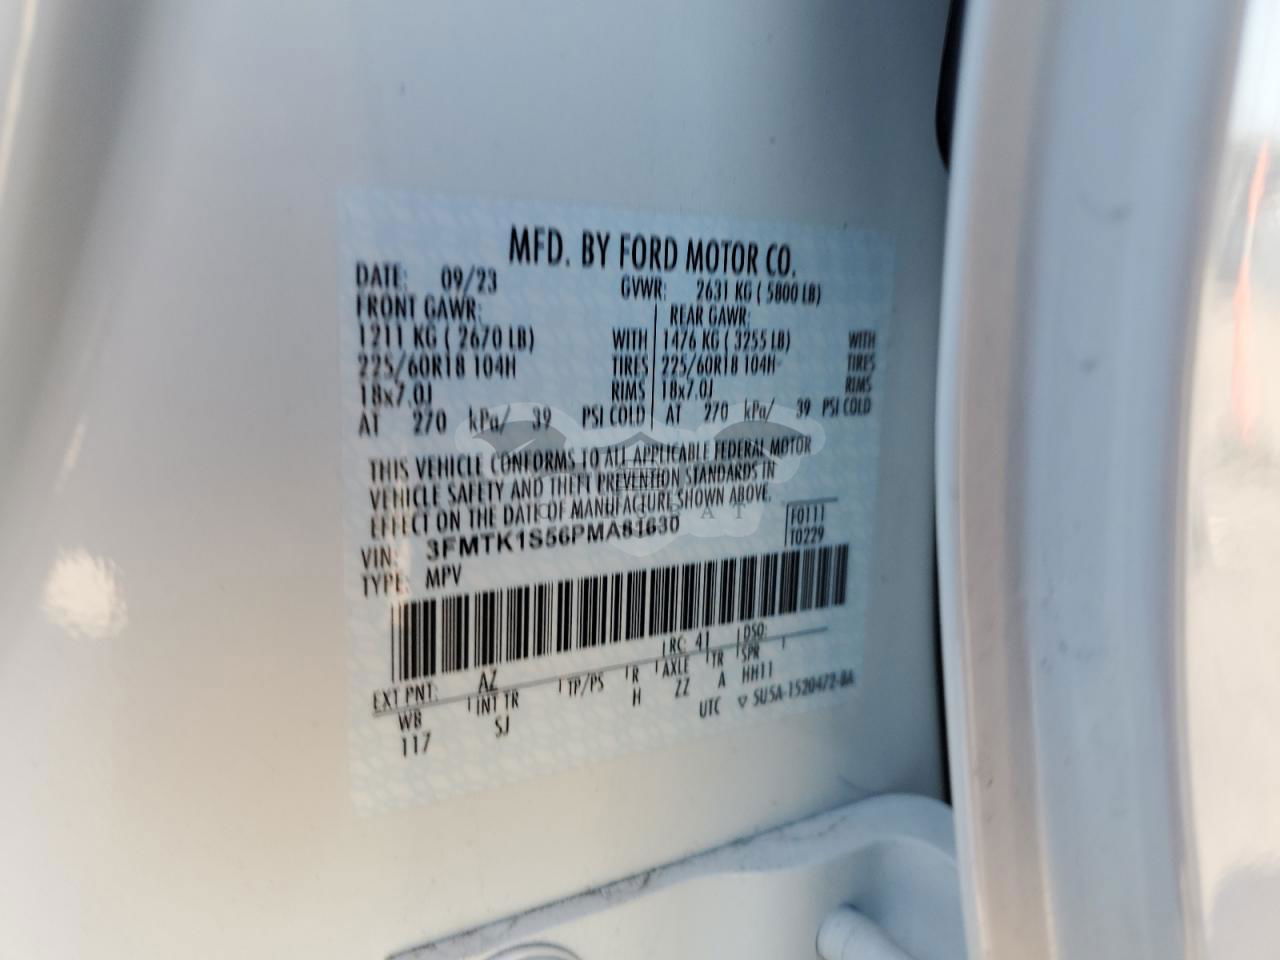 MFD. BY FORD MOTOR CO.
DATE: 09/23 GVWR: 2631 KG ( 5800 LB)
FRONT GAWR: REAR GAWR:
1211 KG ( 2670 LB) WITH 1476 KG ( 3255 LB) WITH
225/60R18 104H TIRES 225/60R18 104H TIRES
18x7.0J RIMS 18x7.0J RIMS
AT 270 kPa/ 39 PSI COLD AT 270 kPa/ 39 PSI COLD
THIS VEHICLE CONFORMS TO ALL APPLICABLE FEDERAL MOTOR
VEHICLE SAFETY AND THEFT PREVENTION STANDARDS IN
EFFECT ON THE DATE OF MANUFACTURE SHOWN ABOVE.
VIN: 3FMTK1S56PMA81630 F0111
TYPE: MPV T0229
EXT PNT: AZ RC: 41 DSO:
WB INT TR TP/PS R AXLE TR SPR
117 SJ H ZZ A HH11
UTC ▽ SU5A-1520472-BA